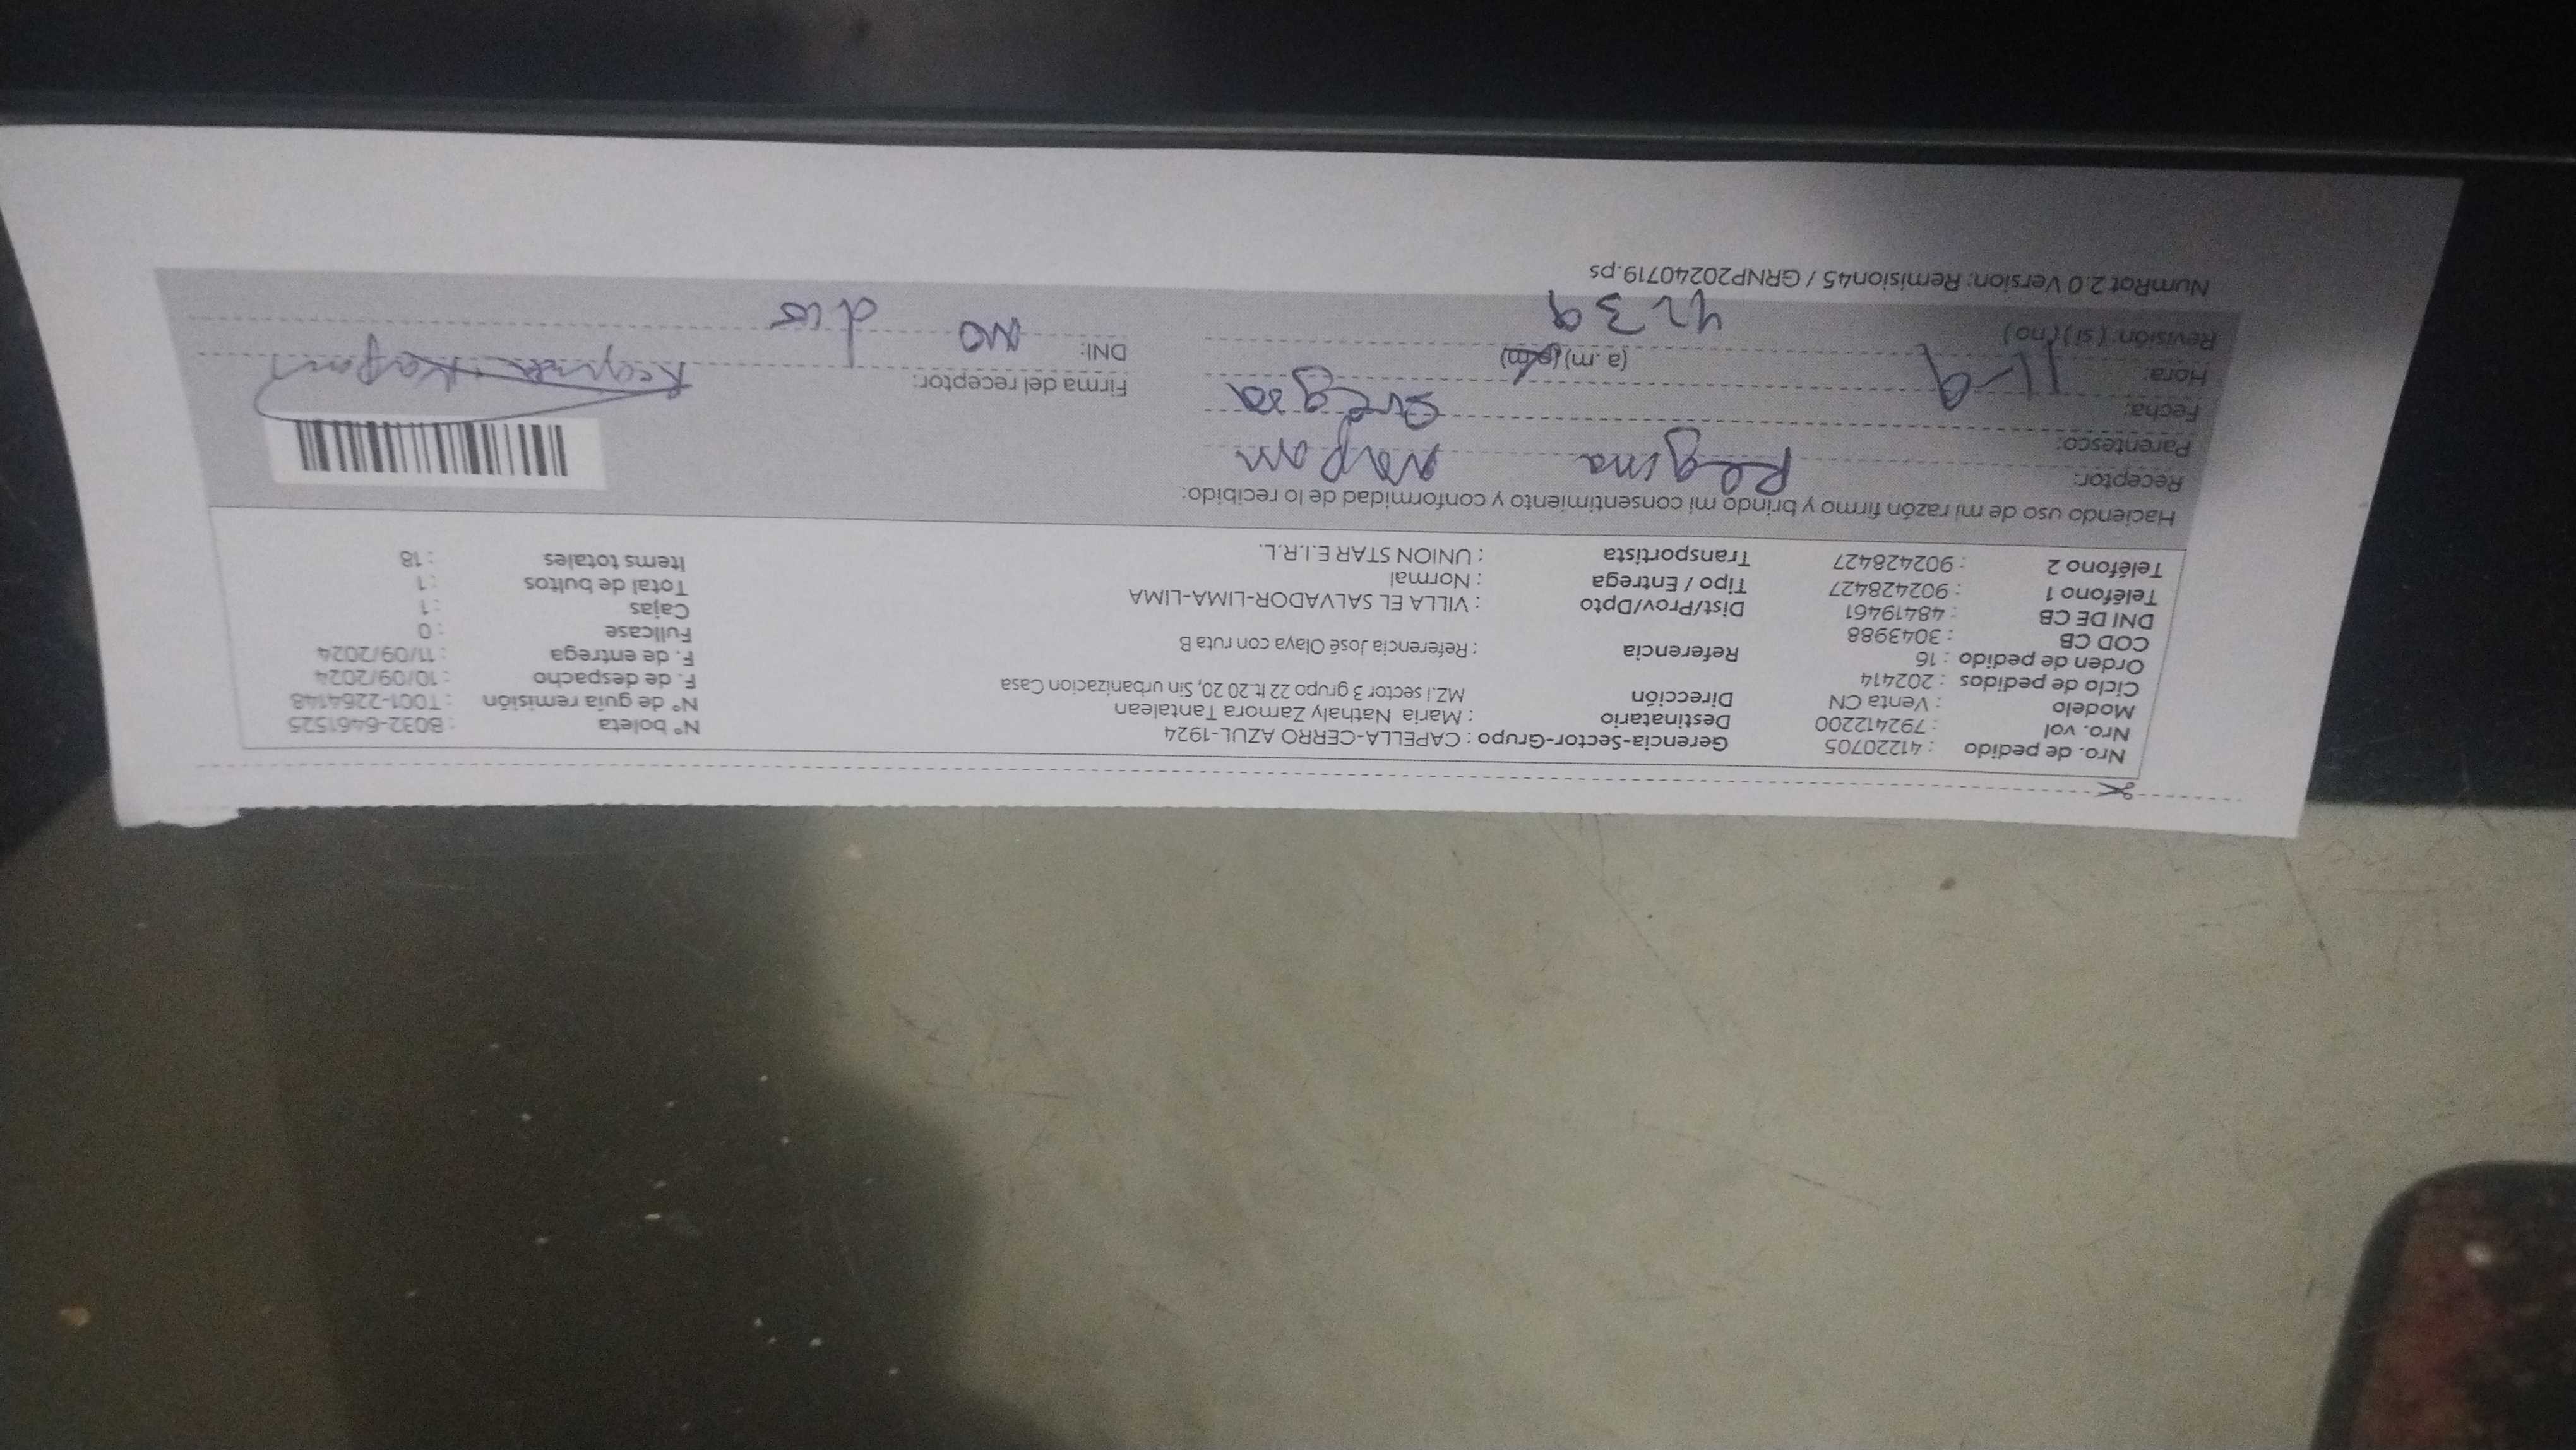 Nro. de pedido : 41220705 Gerencia-Sector-Grupo : CAPELLA-CERRO AZUL-1924 N° boleta : B032-6461525
Nro. vol : 792412200 Destinatario : Maria Nathaly Zamora Tantalean N° de guía remisión : T001-2264148
Modelo : Venta CN Dirección MZ.I sector 3 grupo 22 lt.20 20, Sin urbanizacion Casa F. de despacho : 10/09/2024
Ciclo de pedidos : 202414 F. de entrega : 11/09/2024
Orden de pedido : 16 Referencia : Referencia José Olaya con ruta B Fullcase : 0
COD CB : 3043988 Cajas : 1
DNI DE CB : 48419461 Dist/Prov/Dpto : VILLA EL SALVADOR-LIMA-LIMA Total de bultos : 1
Teléfono 1 : 902428427 Tipo / Entrega : Normal Items totales : 18
Teléfono 2 : 902428427 Transportista : UNION STAR E.I.R.L.
Haciendo uso de mi razón firmo y brindo mi consentimiento y conformidad de lo recibido:
Receptor: Regina Napan
Parentesco: suegra
Fecha: 11-9
Hora: (a.m) (p.m) Firma del receptor:
Revisión: ( si ) ( no ) 4239 DNI: NO dio
NumRot 2.0 Version: Remision45 / GRNP20240719.ps